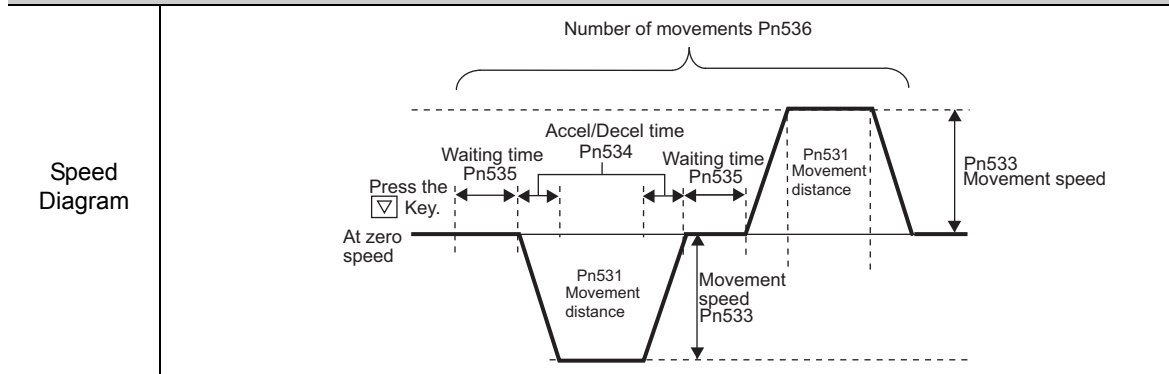 Speed
Diagram
Number of movements Pn536
Accel/Decel time
Pn534
Waiting time
Pn535
Waiting time
Pn535
Press the
▽ Key.
At zero
speed
Pn531
Movement
distance
Movement
speed
Pn533
Pn531
Movement
distance
Pn533
Movement speed